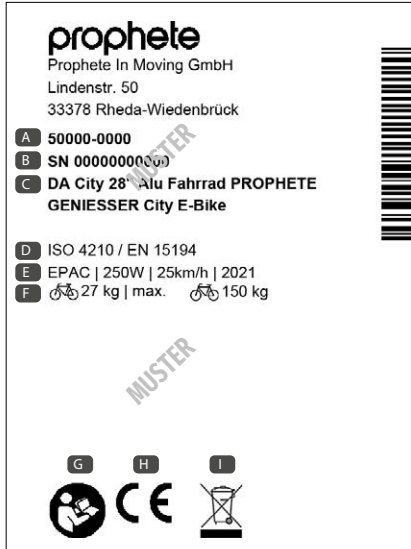 prophete
Prophete In Moving GmbH
Lindenstr. 50
33378 Rheda-Wiedenbrück
A 50000-0000
B SN 00000000000
C DA City 28" Alu Fahrrad PROPHETE
GENIESSER City E-Bike
MUSTER
D ISO 4210 / EN 15194
E EPAC | 250W | 25km/h | 2021
F 27 kg | max. 150 kg
MUSTER
G H I
CE